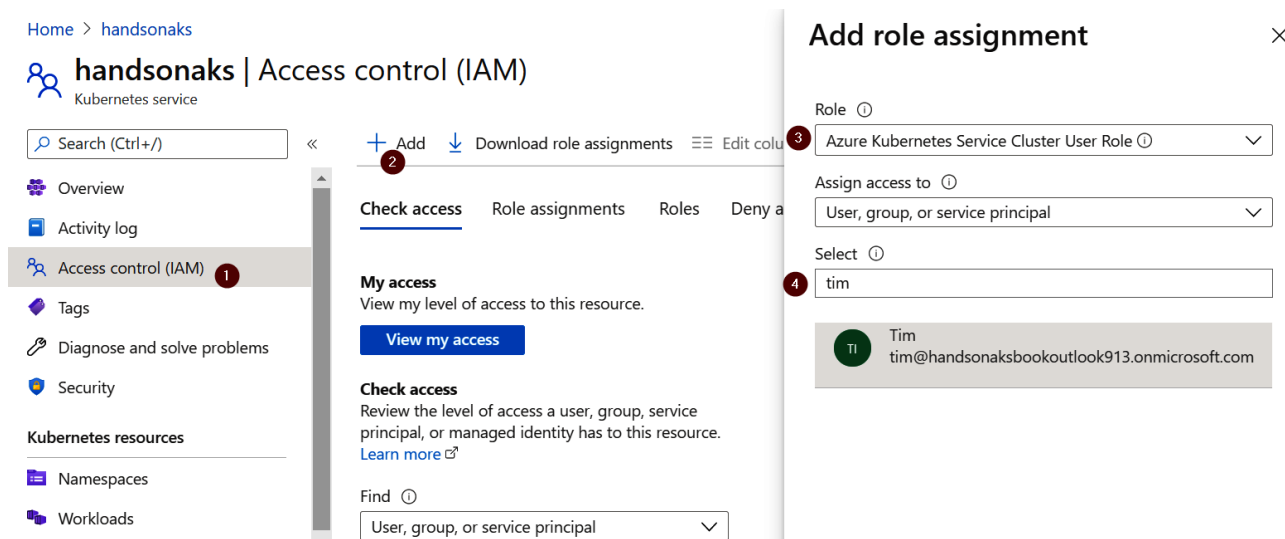 Home > handsonaks
handsonaks | Access control (IAM)
Kubernetes service
Search (Ctrl+/)
«
Overview
Activity log
Access control (IAM)
1
Tags
Diagnose and solve problems
Security
Kubernetes resources
Namespaces
Workloads
Add
Download role assignments
Edit colu
2
Check access
Role assignments
Roles
Deny a
My access
View my level of access to this resource.
View my access
Check access
Review the level of access a user, group, service
principal, or managed identity has to this resource.
Learn more
Find
User, group, or service principal
Add role assignment
Role
3
Azure Kubernetes Service Cluster User Role
Assign access to
User, group, or service principal
Select
4
tim
TI
Tim
tim@handsonaksbookoutlook913.onmicrosoft.com